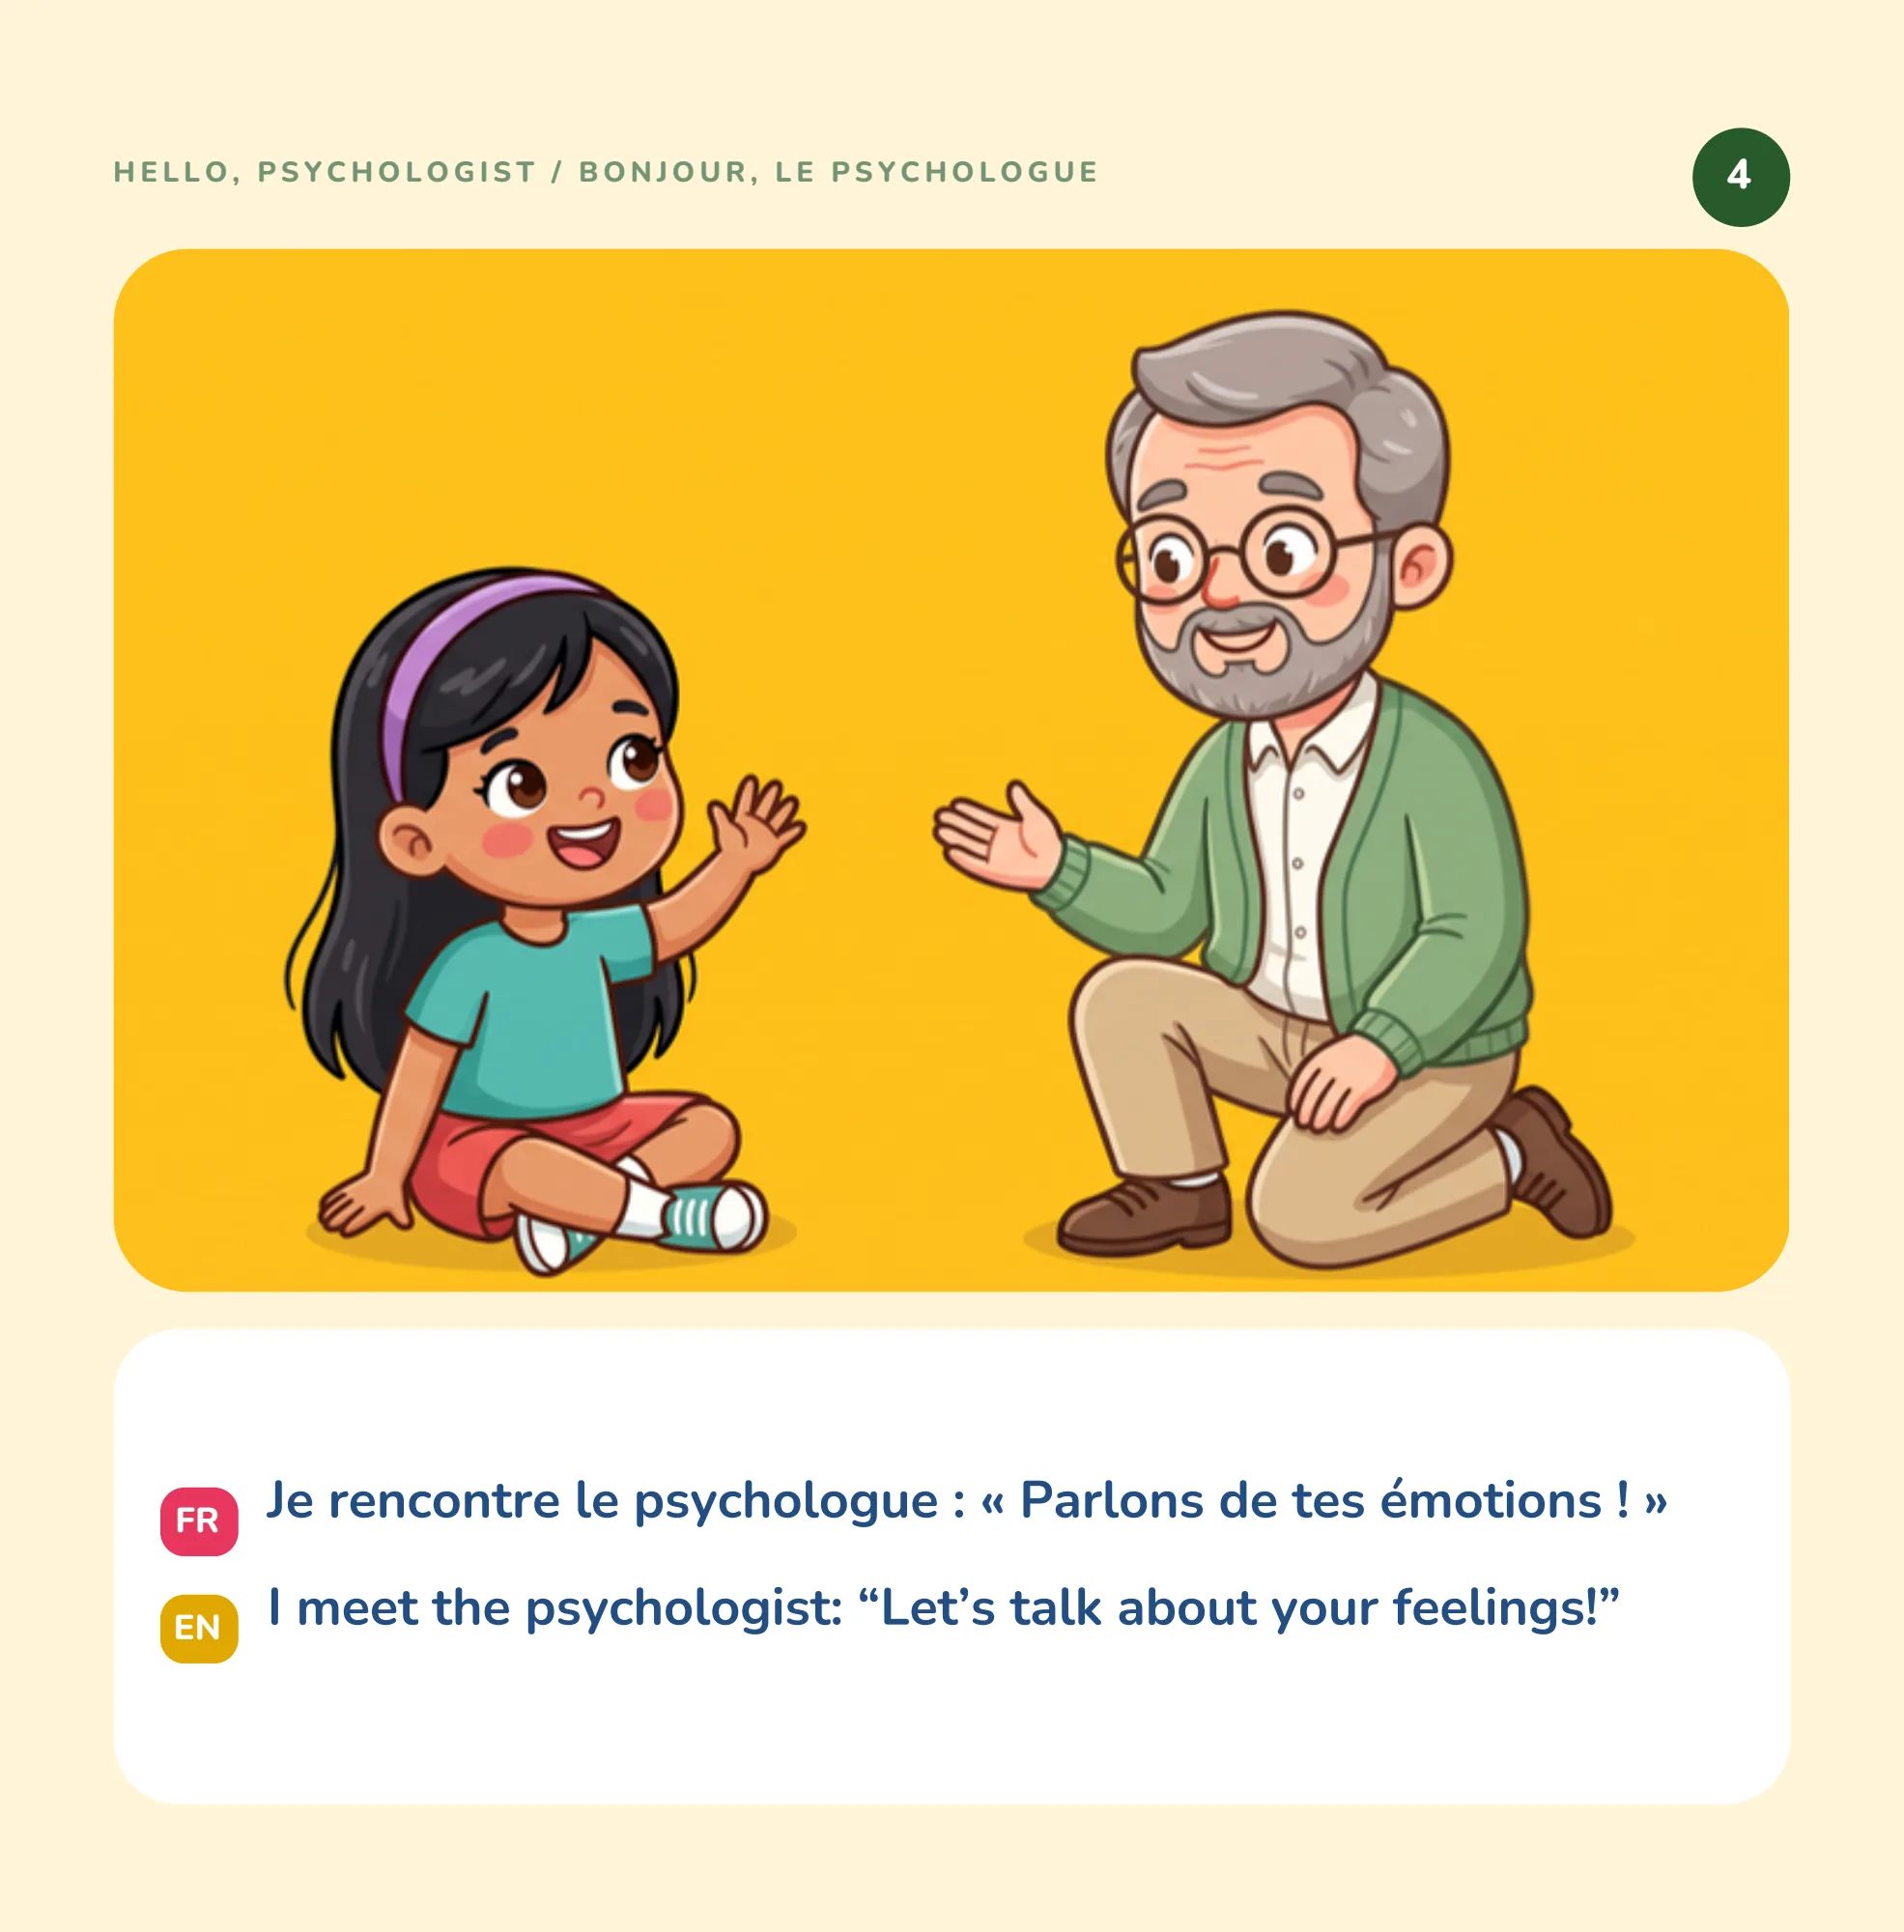 HELLO, PSYCHOLOGIST / BONJOUR, LE PSYCHOLOGUE
4
FR Je rencontre le psychologue : « Parlons de tes émotions ! »
EN I meet the psychologist: “Let’s talk about your feelings!”